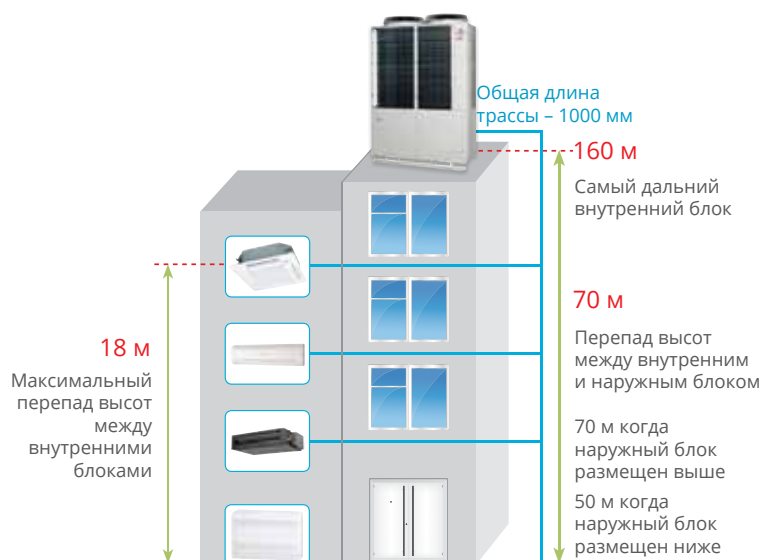 Общая длина
трассы – 1000 мм
160 м
Самый дальний
внутренний блок
70 м
Перепад высот
между внутренним
и наружным блоком
70 м когда
наружный блок
размещен выше
50 м когда
наружный блок
размещен ниже
18 м
Максимальный
перепад высот
между
внутренними
блоками